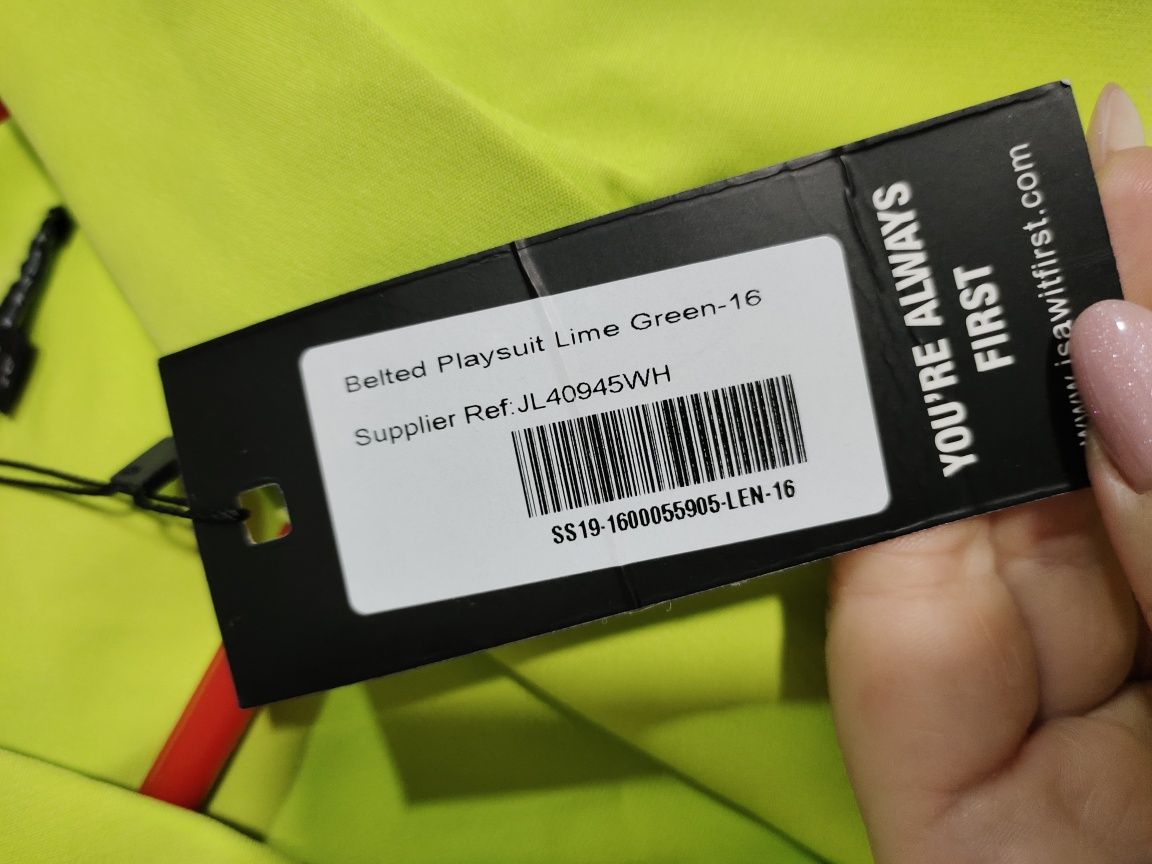 Belted Playsuit Lime Green-16
Supplier Ref:JL40945WH
SS19-1600055905-LEN-16
YOU'RE ALWAYS
FIRST
www.isawitfirst.com